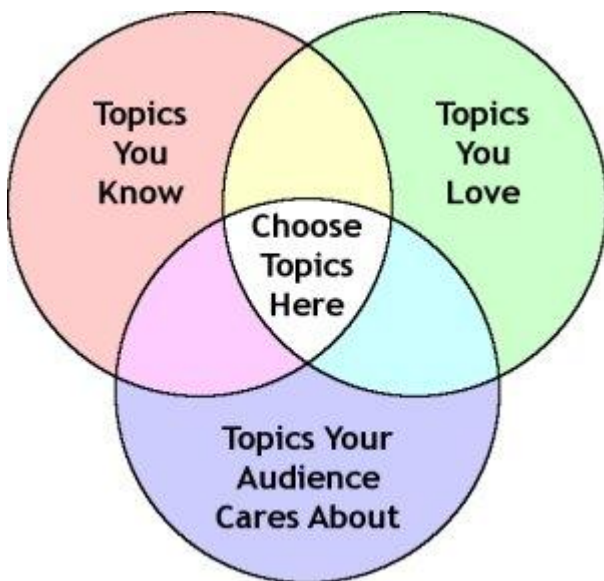 Topics
You
Know
Topics
You
Love
Choose
Topics
Here
Topics Your
Audience
Cares About